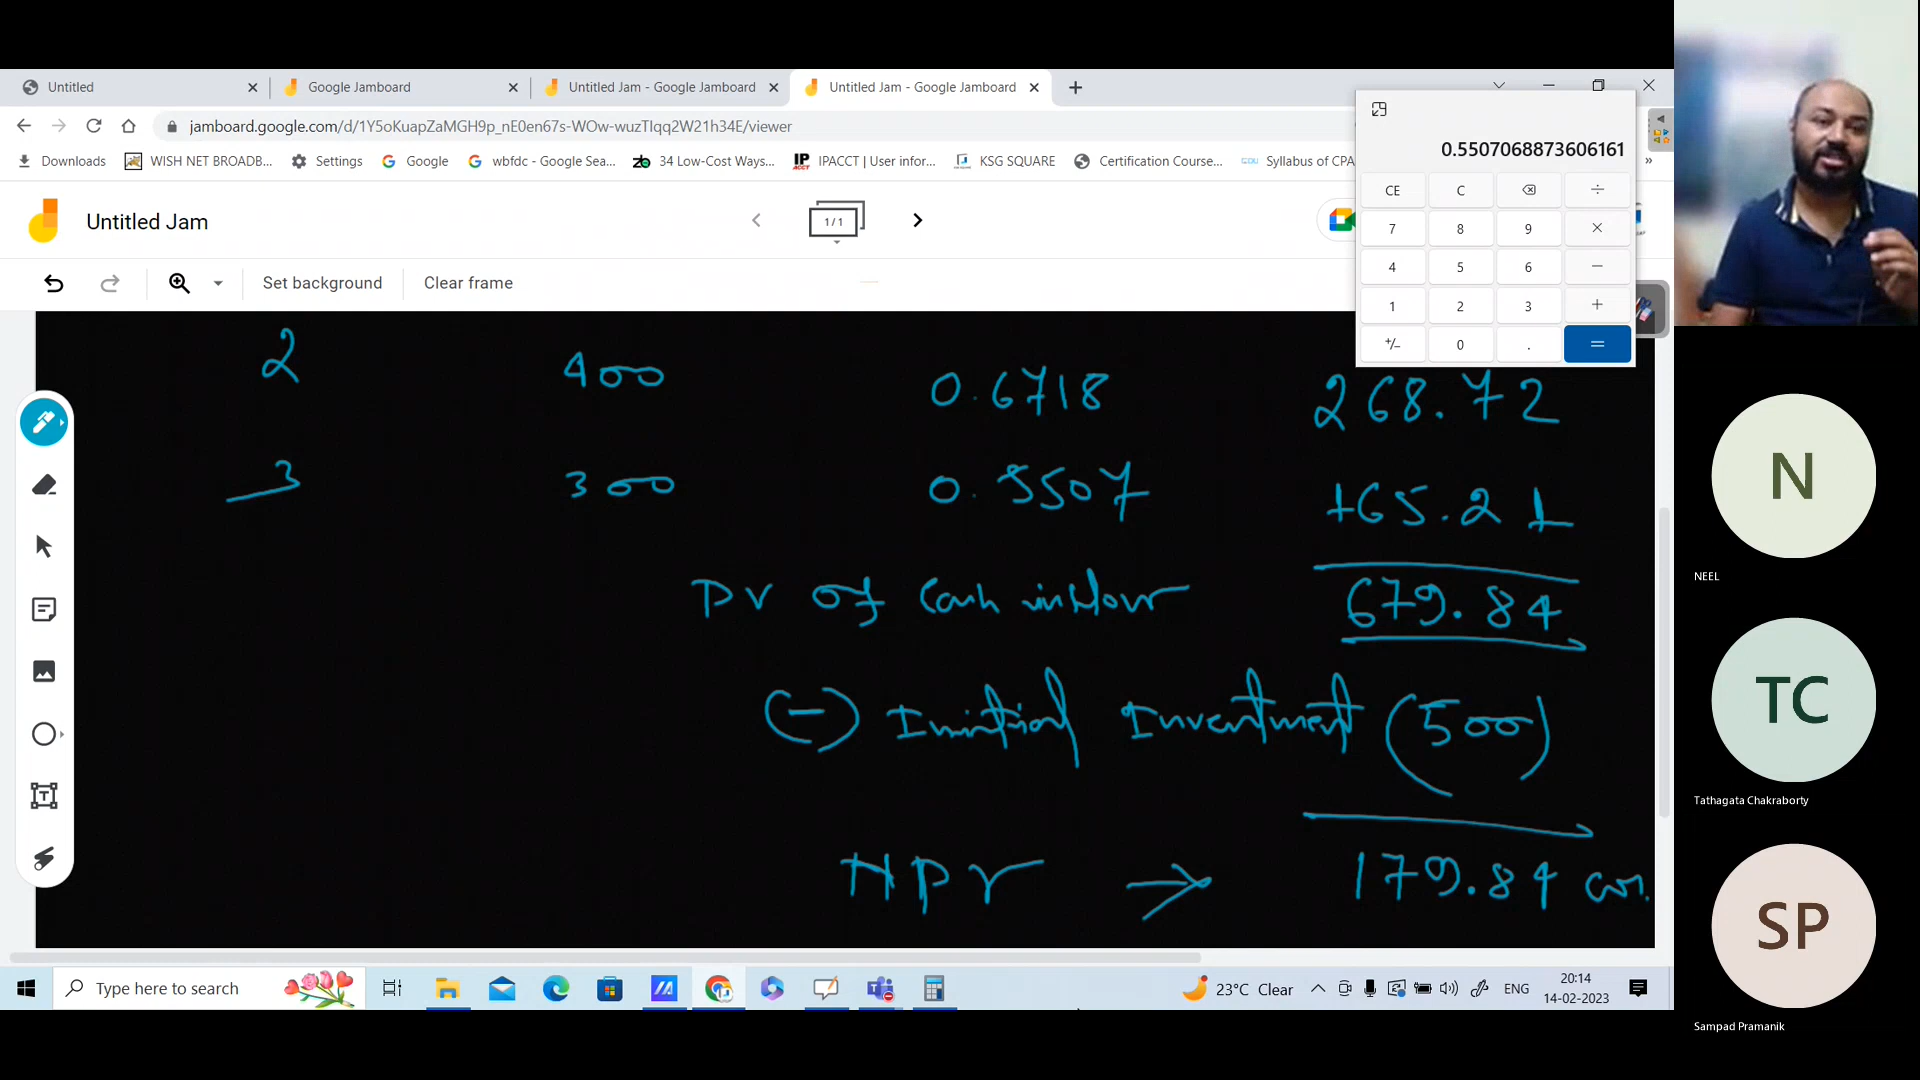 Untitled
Google Jamboard
Untitled Jam - Google Jamboard
Untitled Jam - Google Jamboard
jamboard.google.com/d/1Y5oKuapZaMGH9p_nE0en67s-WOw-wuzTIqq2W21h34E/viewer
Downloads WISH NET BROADB... Settings Google wbfdc - Google Sea... 34 Low-Cost Ways... IPACCT | User infor... KSG SQUARE Certification Course... Syllabus of CPA »
Untitled Jam
1/1
Set background Clear frame
0.5507068873606161
CE C ÷
7 8 9 ×
4 5 6 −
1 2 3 +
+/− 0 . =
2 400 0.6718 268.72
3 300 0.5507 165.21
PV of Cash inflow 679.84
(-) Initial Investment (500)
NPV → 179.84 cr.
N
NEEL
TC
Tathagata Chakraborty
SP
Sampad Pramanik
Type here to search
23°C Clear
ENG
20:14
14-02-2023